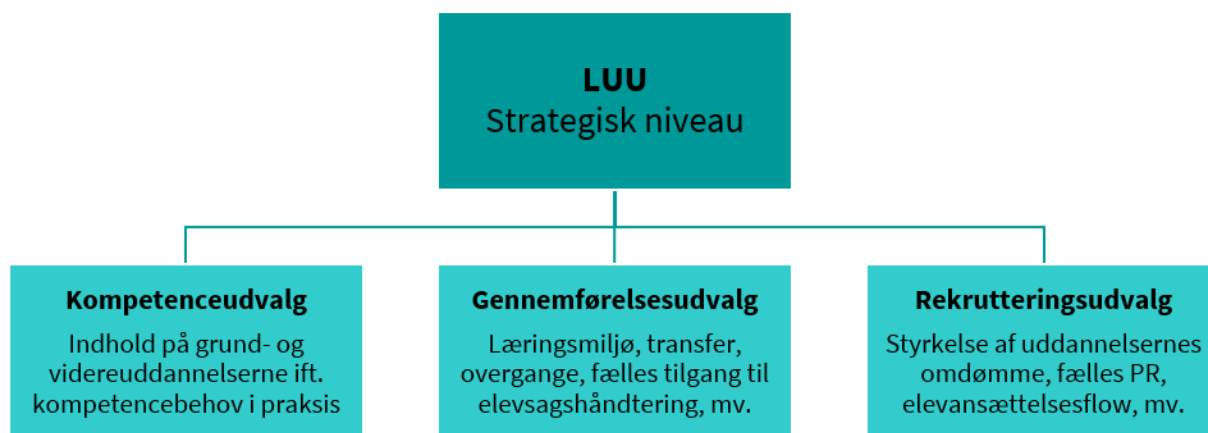 LUU
Strategisk niveau
Kompetenceudvalg
Indhold på grund- og
videreuddannelserne ift.
kompetencebehov i praksis
Gennemførelsesudvalg
Læringsmiljø, transfer,
overgange, fælles tilgang til
elevsagshåndtering, mv.
Rekrutteringsudvalg
Styrkelse af uddannelsernes
omdømme, fælles PR,
elevansættelsesflow, mv.